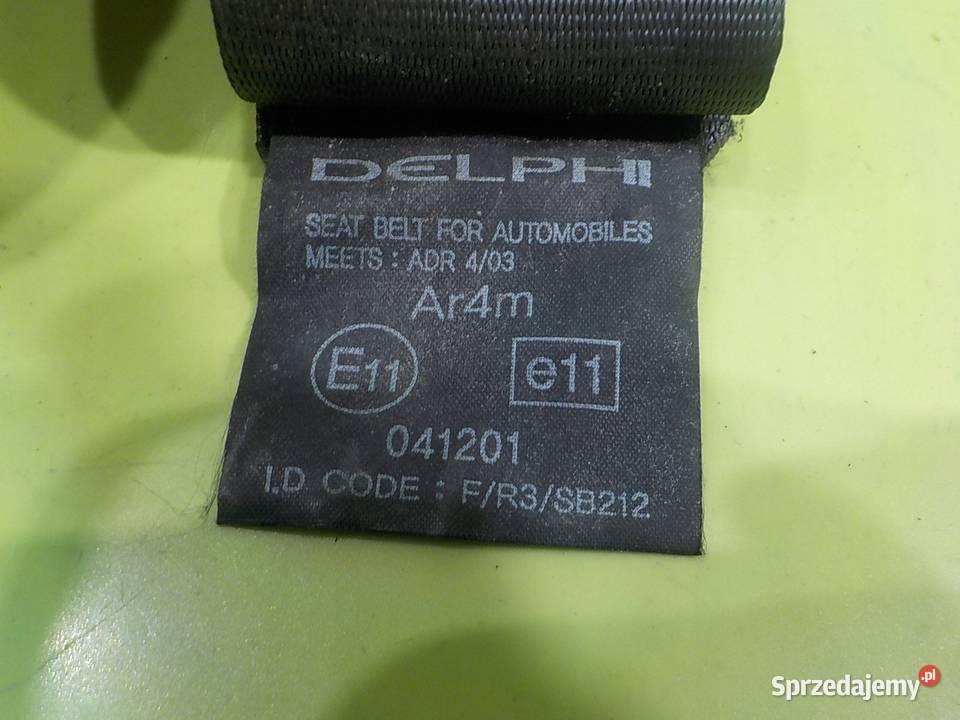 DELPHI
SEAT BELT FOR AUTOMOBILES
MEETS : ADR 4/03
Ar4m
E11 e11
041201
I.D CODE : F/R3/SB212
Sprzedajemy.pl